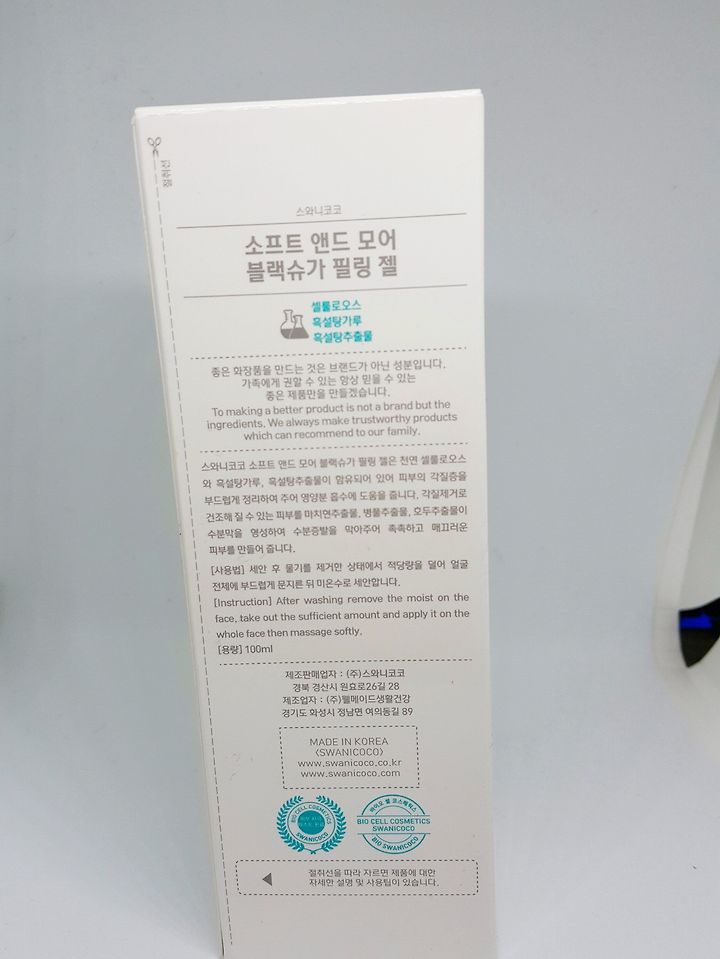 절취선
스와니코코
소프트 앤드 모어
블랙슈가 필링 젤
셀룰로오스
흑설탕가루
흑설탕추출물
좋은 화장품을 만드는 것은 브랜드가 아닌 성분입니다.
가족에게 권할 수 있는 항상 믿을 수 있는
좋은 제품만을 만들겠습니다.
To making a better product is not a brand but the
ingredients. We always make trustworthy products
which can recommend to our family.
스와니코코 소프트 앤드 모어 블랙슈가 필링 젤은 천연 셀룰로오스
와 흑설탕가루, 흑설탕추출물이 함유되어 있어 피부의 각질층을
부드럽게 정리하여 주어 영양분 흡수에 도움을 줍니다. 각질제거로
건조해 질 수 있는 피부를 마치현추출물, 병풀추출물, 호두추출물이
수분막을 형성하여 수분증발을 막아주어 촉촉하고 매끄러운
피부를 만들어 줍니다.
[사용법] 세안 후 물기를 제거한 상태에서 적당량을 덜어 얼굴
전체에 부드럽게 문지른 뒤 미온수로 세안합니다.
[Instruction] After washing remove the moist on the
face, take out the sufficient amount and apply it on the
whole face then massage softly.
[용량] 100ml
제조판매업자 : (주)스와니코코
경북 경산시 원효로26길 28
제조업자 : (주)웰메이드생활건강
경기도 화성시 정남면 여의동길 89
MADE IN KOREA
〈SWANICOCO〉
www.swanicoco.co.kr
www.swanicoco.com
BIO CELL COSMETICS
SWANICOCO
바이오 셀 코스메틱스
BIO CELL COSMETICS
SWANICOCO
BIO SWANICOCO
절취선을 따라 자르면 제품에 대한
자세한 설명 및 사용팁이 있습니다.